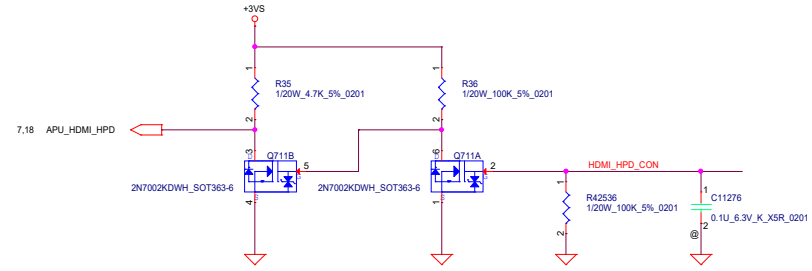 +3VS
1
R35
1/20W_4.7K_5%_0201
2
1
R36
1/20W_100K_5%_0201
2
7,18 APU_HDMI_HPD
3
D
Q711B
5
G
S
4
2N7002KDWH_SOT363-6
6
D
Q711A
2
G
S
1
2N7002KDWH_SOT363-6
HDMI_HPD_CON
1
R42536
1/20W_100K_5%_0201
2
1
C11276
2
0.1U_6.3V_K_X5R_0201
@